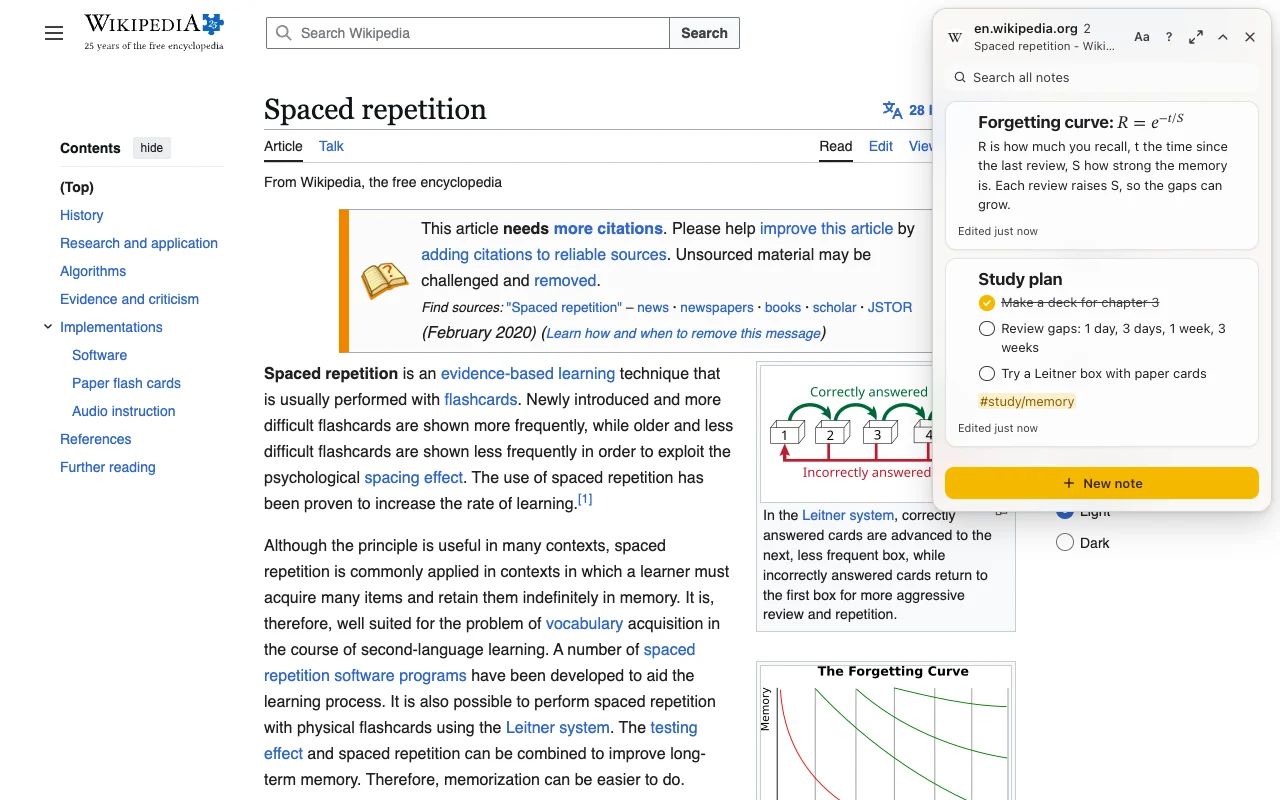 WIKIPEDIA 25
25 years of the free encyclopedia
Search Wikipedia
Search
Contents
hide
(Top)
History
Research and application
Algorithms
Evidence and criticism
Implementations
Software
Paper flash cards
Audio instruction
References
Further reading
Spaced repetition
28
Article
Talk
Read
Edit
From Wikipedia, the free encyclopedia
This article needs more citations. Please help improve this article by
adding citations to reliable sources. Unsourced material may be
challenged and removed.
Find sources: "Spaced repetition" – news · newspapers · books · scholar · JSTOR
(February 2020) (Learn how and when to remove this message)
Spaced repetition is an evidence-based learning technique that
is usually performed with flashcards. Newly introduced and more
difficult flashcards are shown more frequently, while older and less
difficult flashcards are shown less frequently in order to exploit the
psychological spacing effect. The use of spaced repetition has
been proven to increase the rate of learning.[1]
Although the principle is useful in many contexts, spaced
repetition is commonly applied in contexts in which a learner must
acquire many items and retain them indefinitely in memory. It is,
therefore, well suited for the problem of vocabulary acquisition in
the course of second-language learning. A number of spaced
repetition software programs have been developed to aid the
learning process. It is also possible to perform spaced repetition
with physical flashcards using the Leitner system. The testing
effect and spaced repetition can be combined to improve long-
term memory. Therefore, memorization can be easier to do.
Correctly answered
1 2 3 4
Incorrectly answered
In the Leitner system, correctly
answered cards are advanced to the
next, less frequent box, while
incorrectly answered cards return to
the first box for more aggressive
review and repetition.
The Forgetting Curve
Memory
Light
Dark
W
en.wikipedia.org 2
Spaced repetition - Wiki...
Aa ?
Search all notes
Forgetting curve: R = e^{−t/S}
R is how much you recall, t the time since
the last review, S how strong the memory
is. Each review raises S, so the gaps can
grow.
Edited just now
Study plan
Make a deck for chapter 3
Review gaps: 1 day, 3 days, 1 week, 3
weeks
Try a Leitner box with paper cards
#study/memory
Edited just now
+ New note